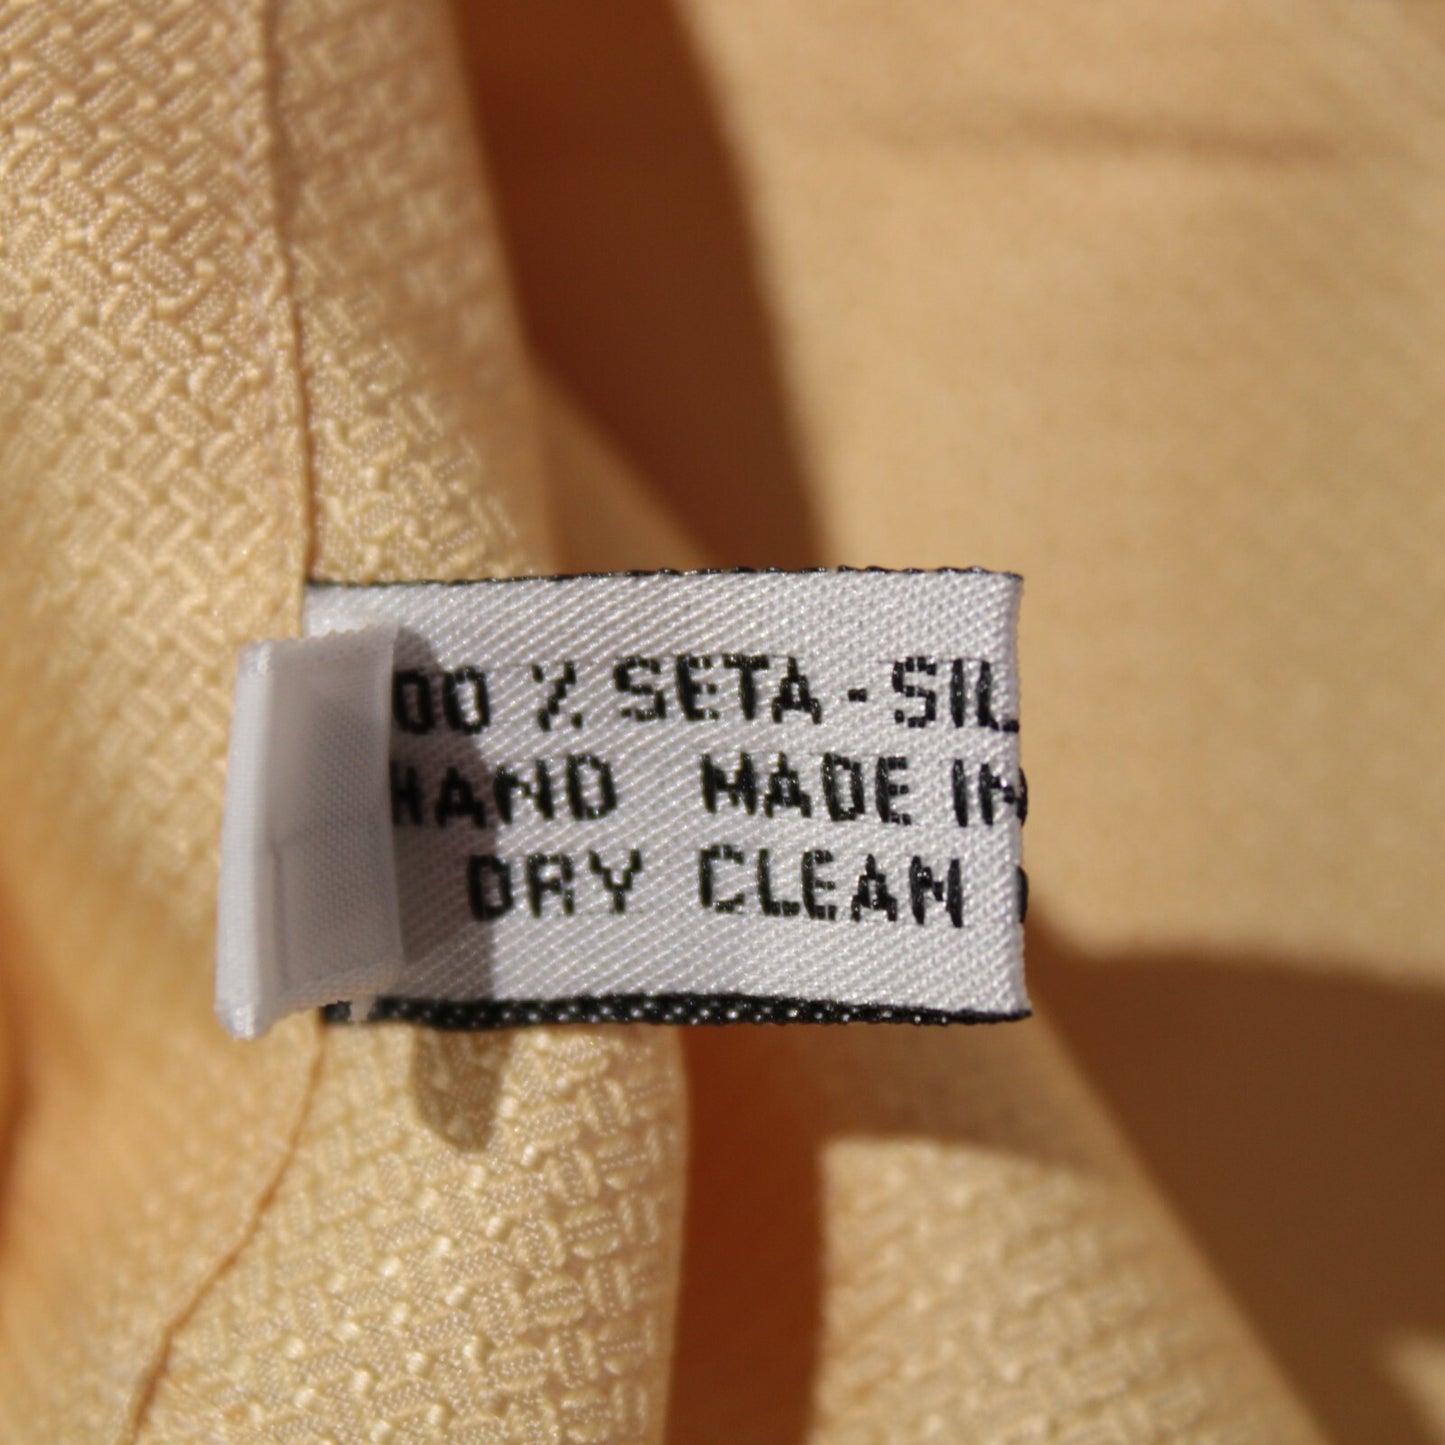 00 % SETA - SIL
HAND MADE IN
DRY CLEAN